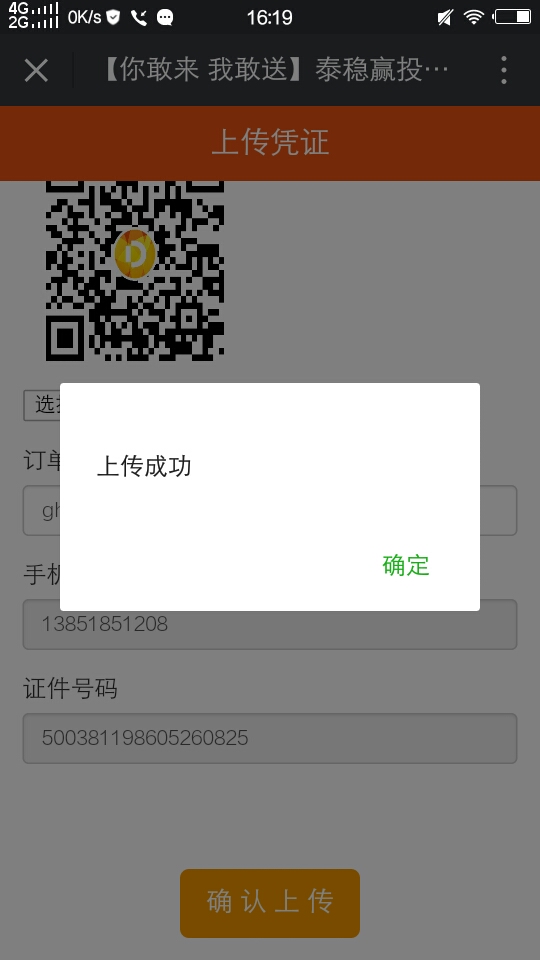 4G
2G
0K/s
16:19
【你敢来 我敢送】泰稳赢投…
上传凭证
选
订单
gh
上传成功
确定
手机
13851851208
证件号码
500381198605260825
确认上传